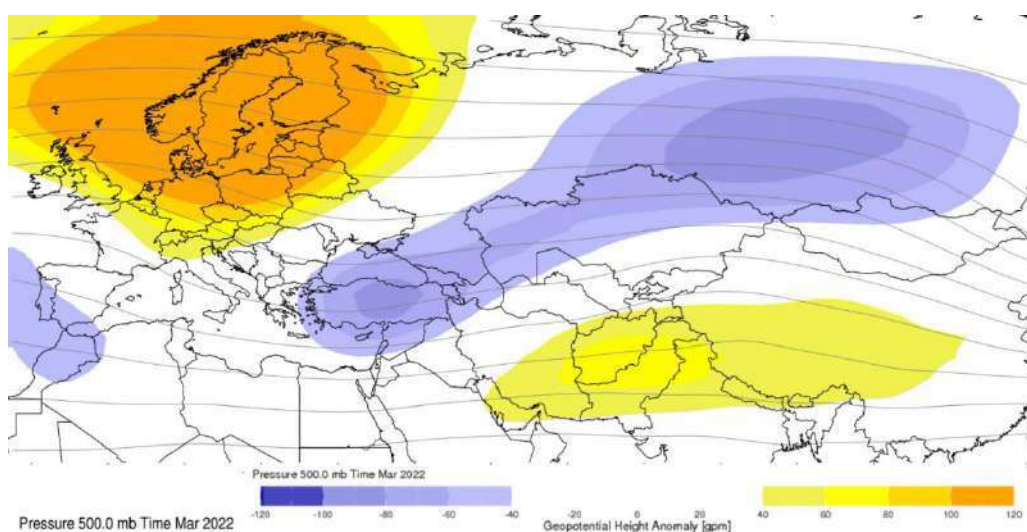 Pressure 500.0 mb Time Mar 2022
-120 -100 -80 -60 -40 -20 0 20 40 60 80 100 120
Geopotential Height Anomaly [gpm]
Pressure 500.0 mb Time Mar 2022